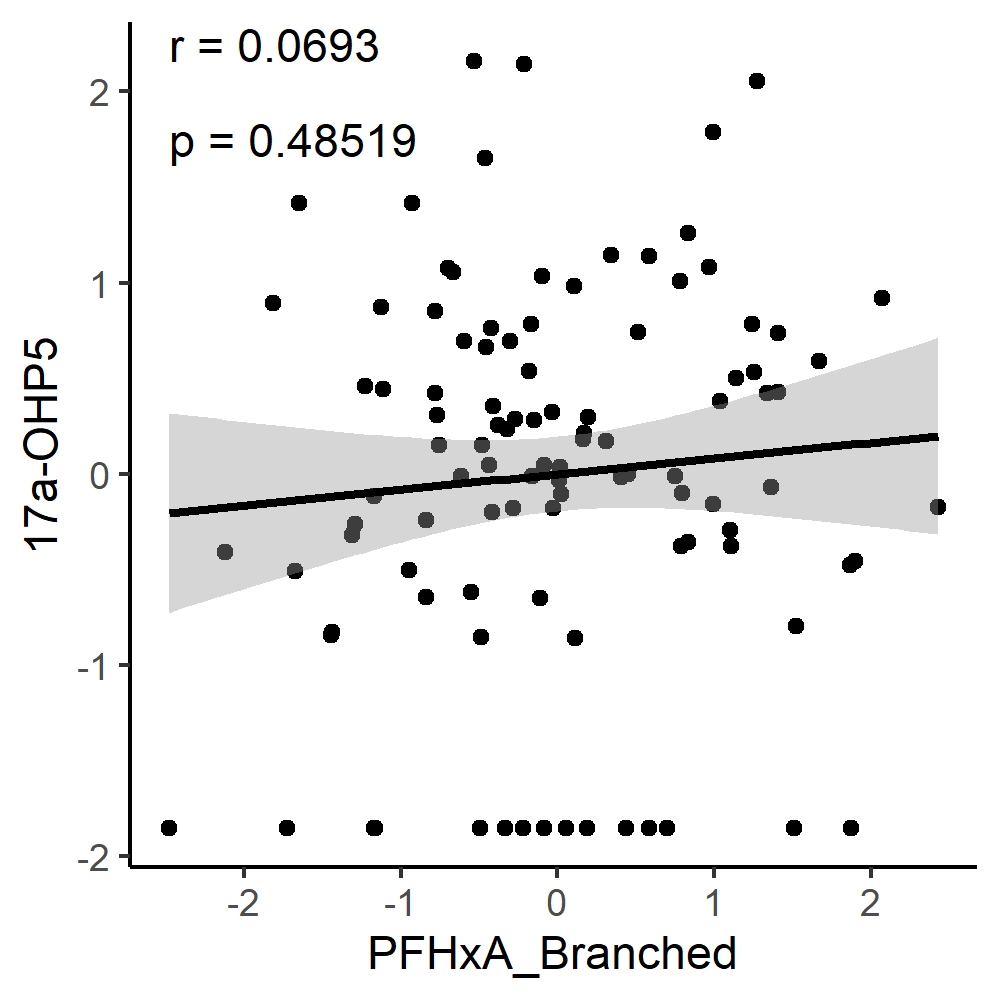 r = 0.0693
p = 0.48519
17a-OHP5
2
1
0
-1
-2
-2
-1
0
1
2
PFHxA_Branched